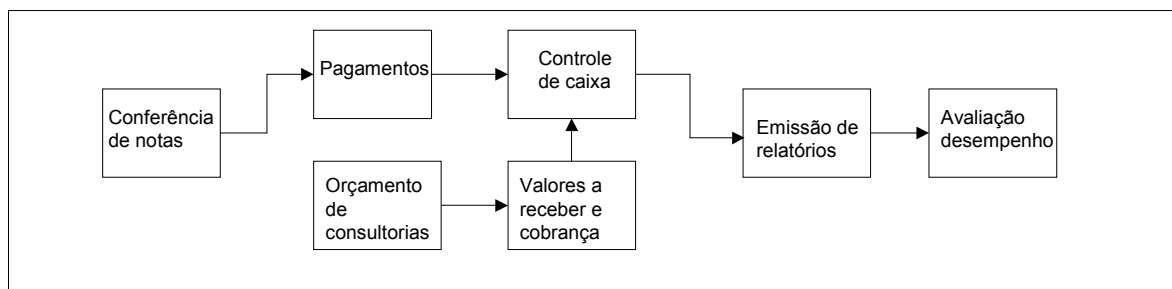 Conferência
de notas
Pagamentos
Controle
de caixa
Orçamento
de
consultorias
Valores a
receber e
cobrança
Emissão de
relatórios
Avaliação
desempenho